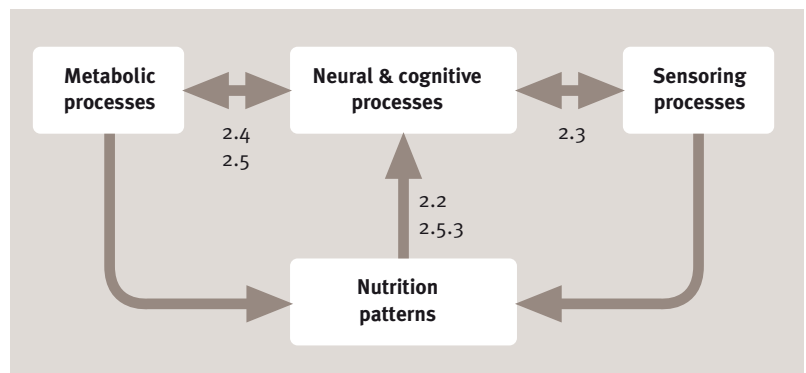 Metabolic
processes
Neural & cognitive
processes
Sensoring
processes
2.4
2.5
2.3
2.2
2.5.3
Nutrition
patterns